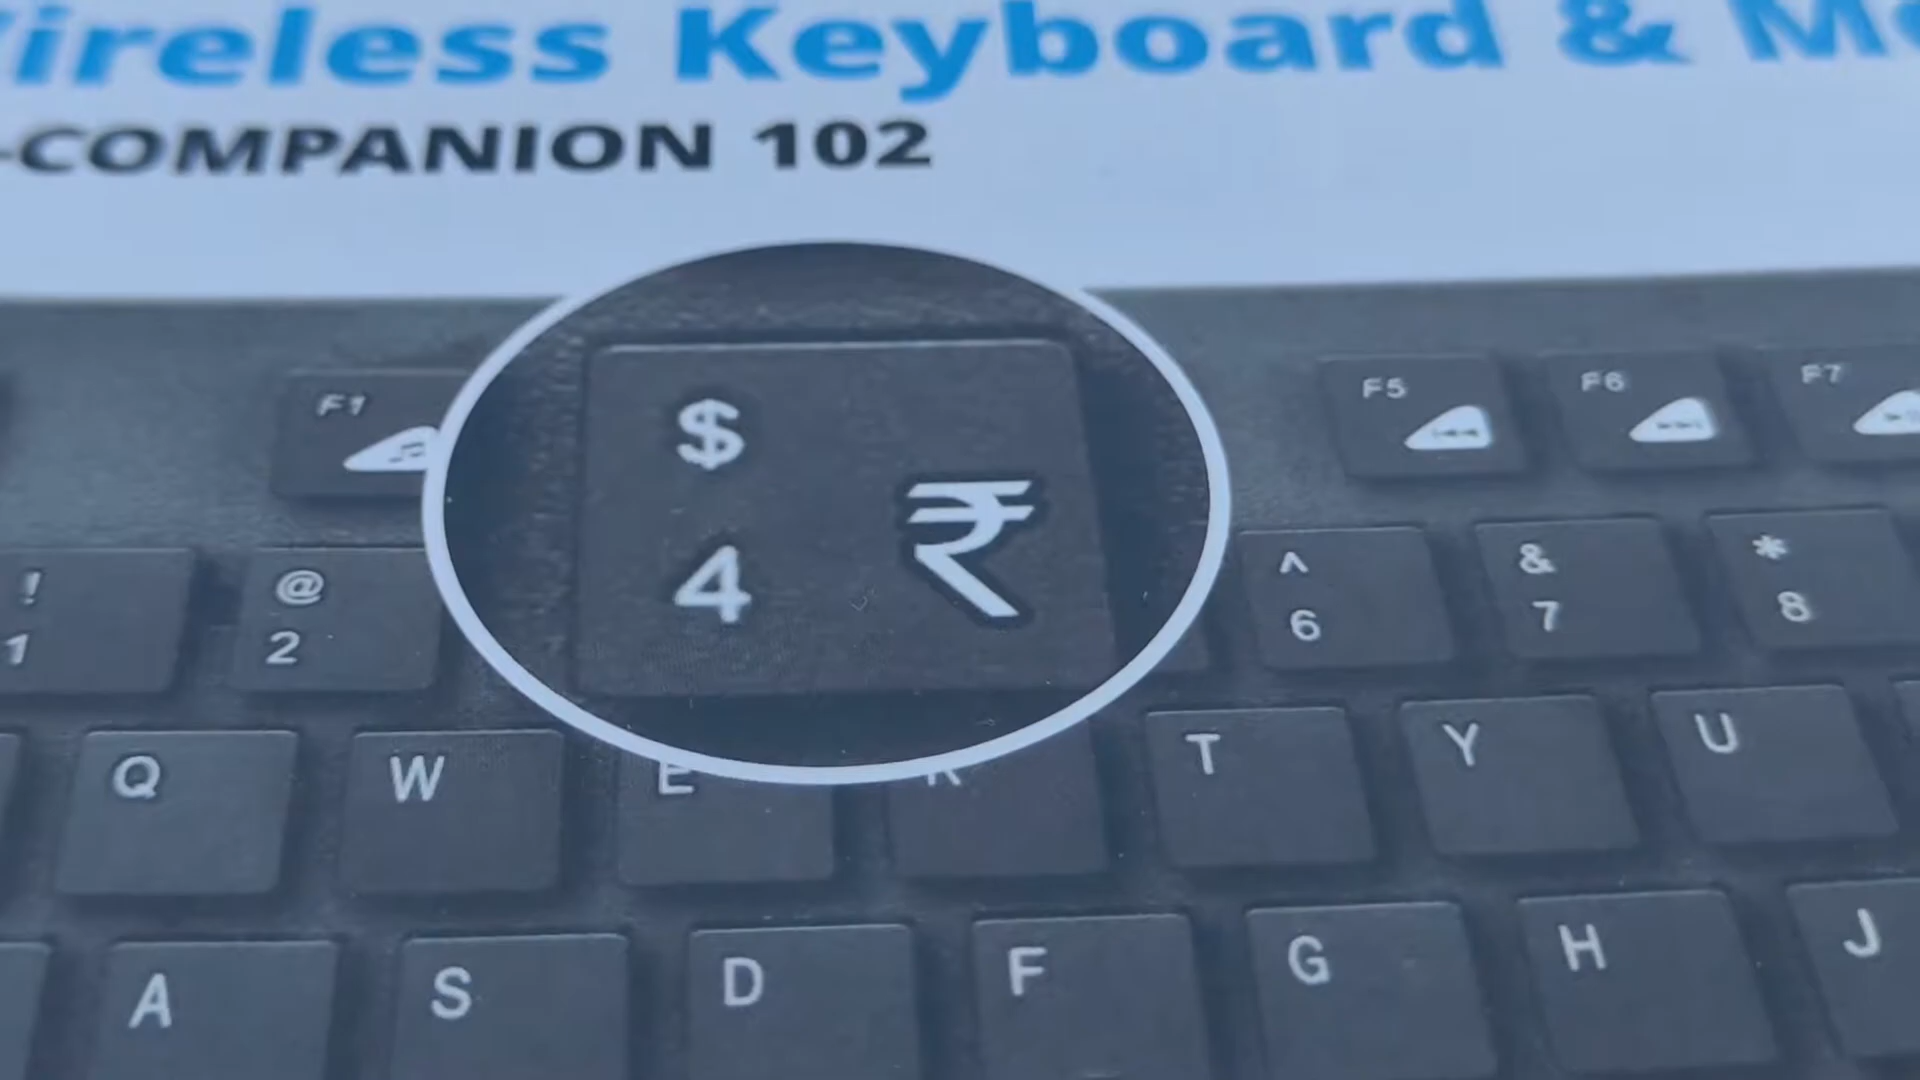 ireless Keyboard & M
-COMPANION 102
F1 F5 F6 F7
$ ₹
4
! @ ^ & *
1 2 6 7 8
Q W E R T Y U
A S D F G H J